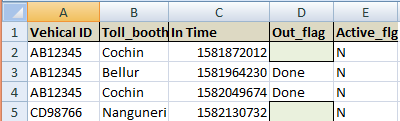 A B C D E
1 Vehical ID Toll_booth In Time Out_flag Active_flg
2 AB12345 Cochin 1581872012 N
3 AB12345 Bellur 1581964230 Done N
4 AB12345 Cochin 1582049674 Done N
5 CD98766 Nanguneri 1582130732 N